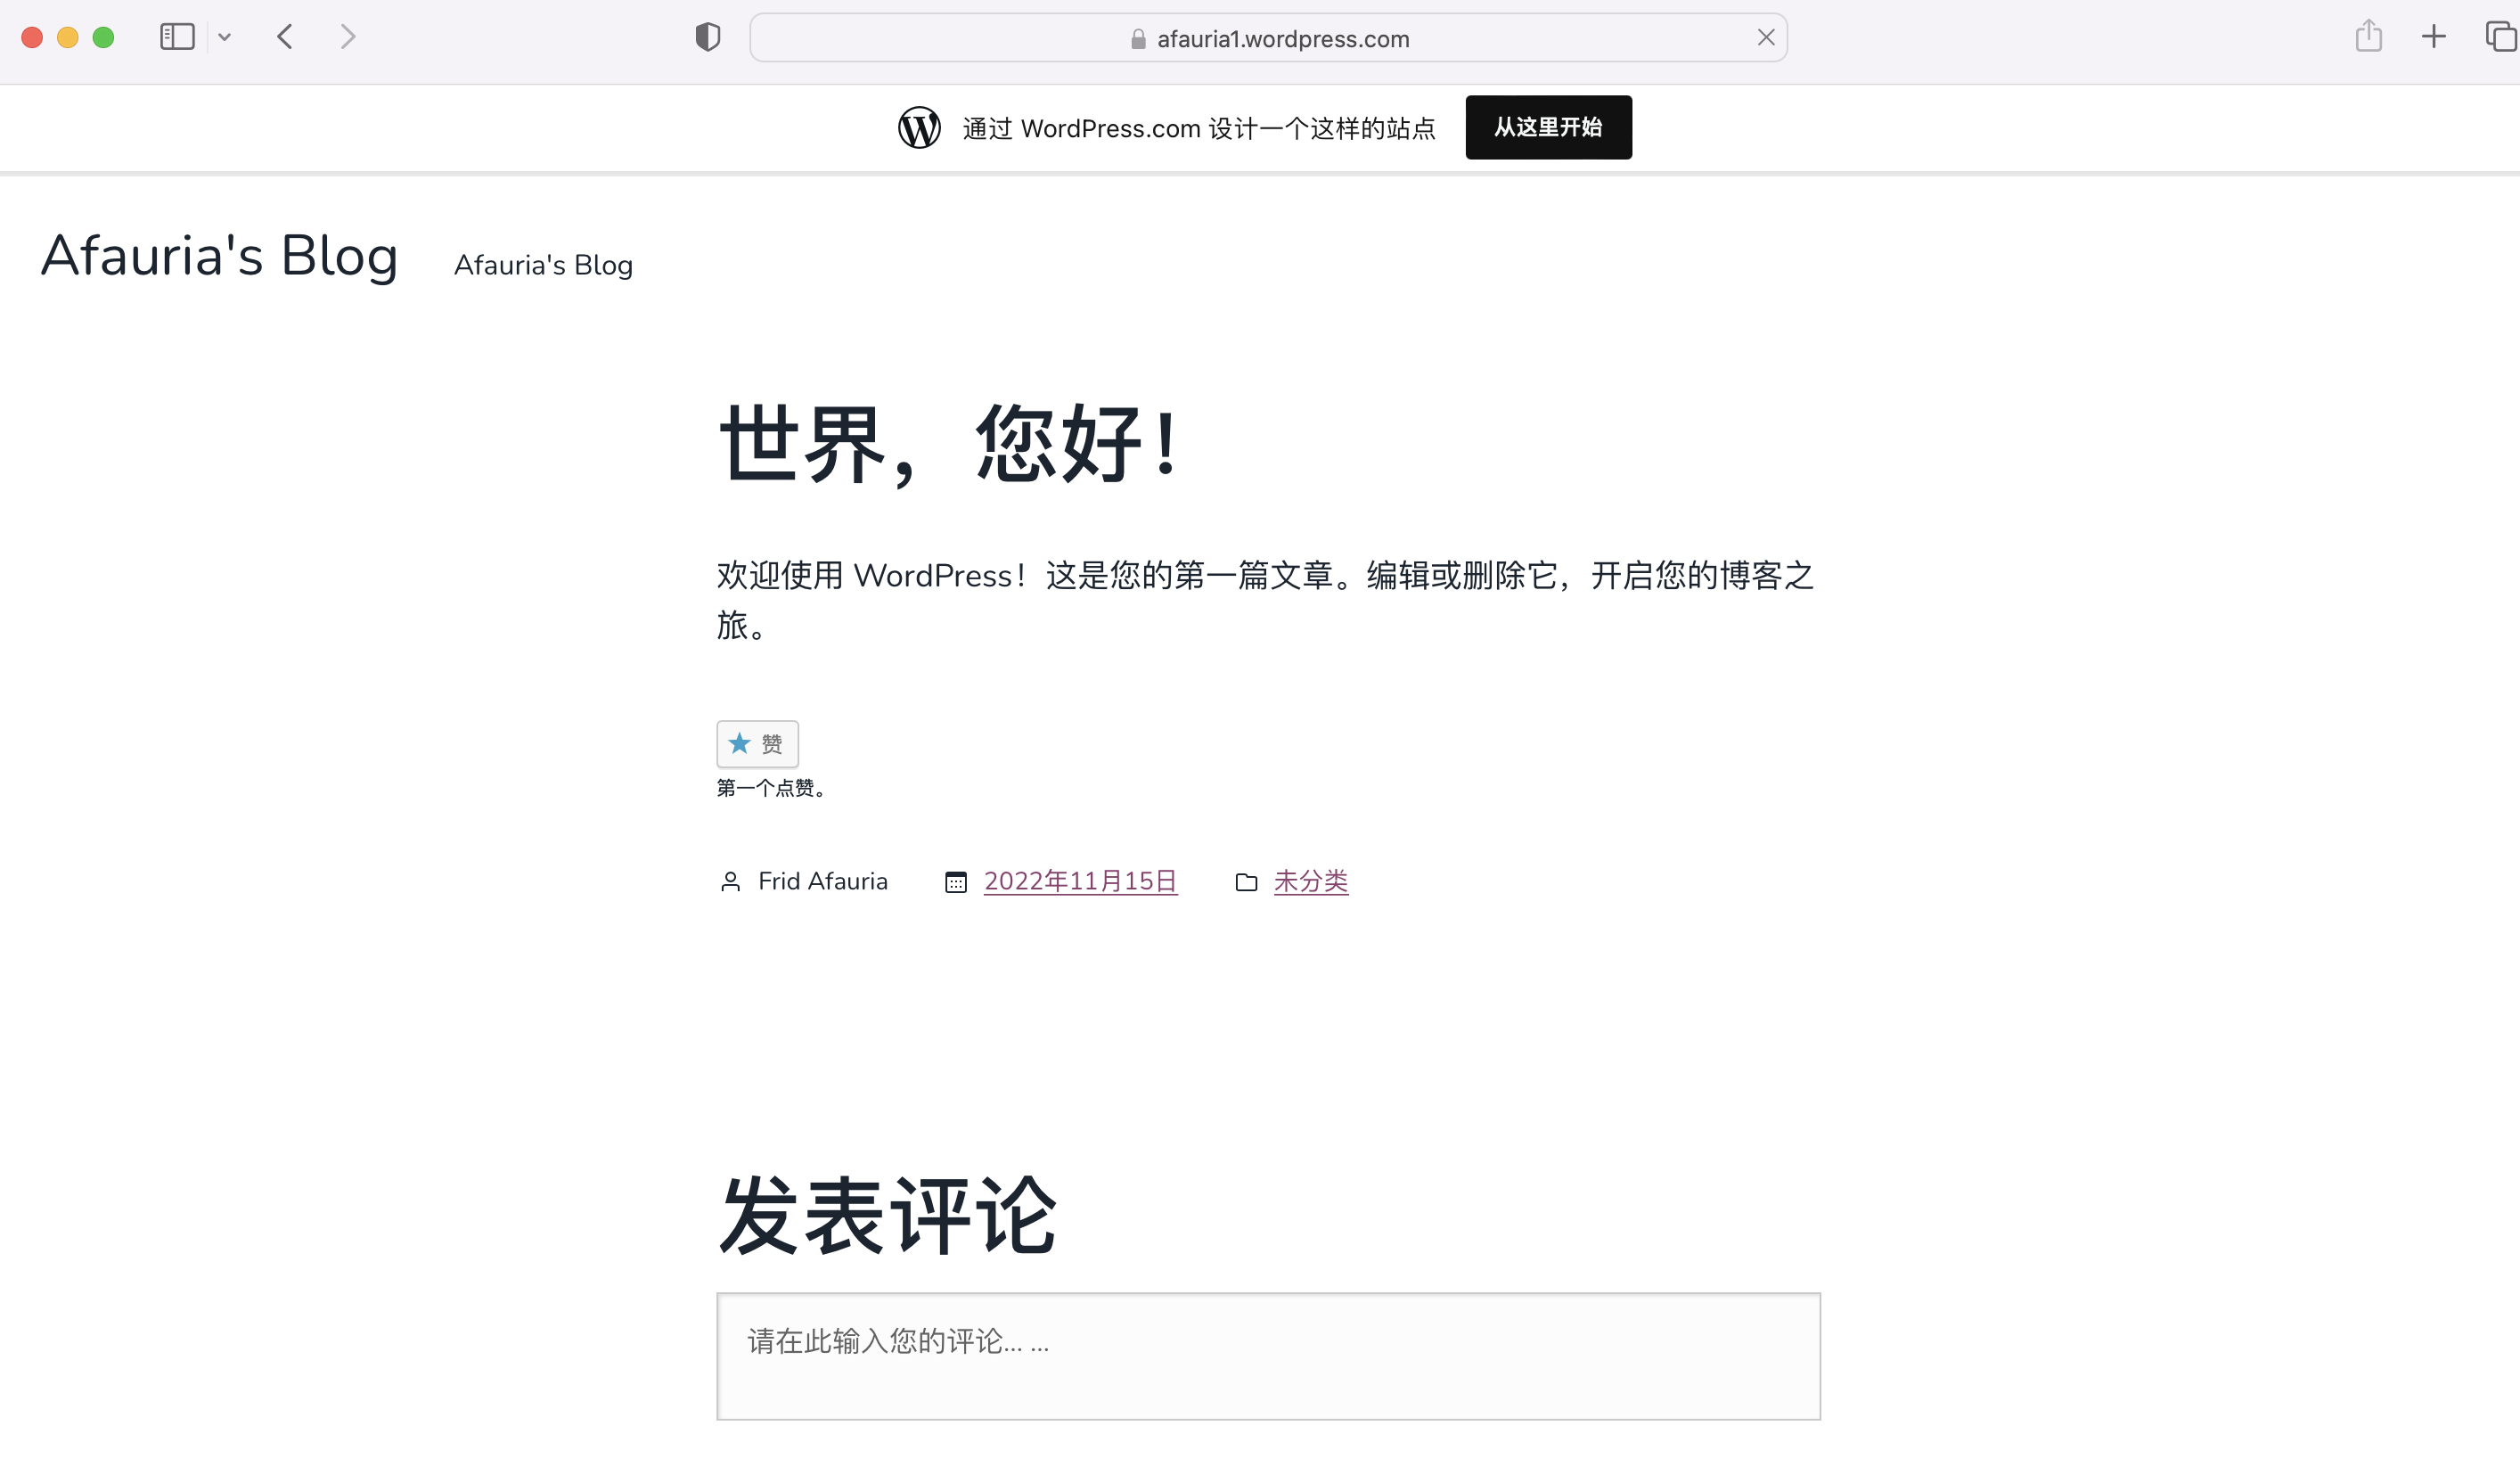 afauria1.wordpress.com
通过 WordPress.com 设计一个这样的站点
从这里开始
Afauria's Blog
Afauria's Blog
世界，您好！
欢迎使用 WordPress！这是您的第一篇文章。编辑或删除它，开启您的博客之
旅。
赞
第一个点赞。
Frid Afauria
2022年11月15日
未分类
发表评论
请在此输入您的评论... ...